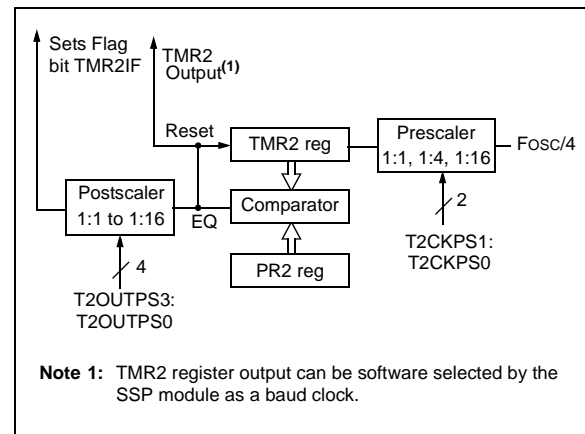 Sets Flag
bit TMR2IF
TMR2
Output(1)
Reset
TMR2 reg
Prescaler
1:1, 1:4, 1:16
FOSC/4
Postscaler
1:1 to 1:16
EQ
Comparator
2
4
PR2 reg
T2CKPS1:
T2CKPS0
T2OUTPS3:
T2OUTPS0
Note 1: TMR2 register output can be software selected by the
SSP module as a baud clock.